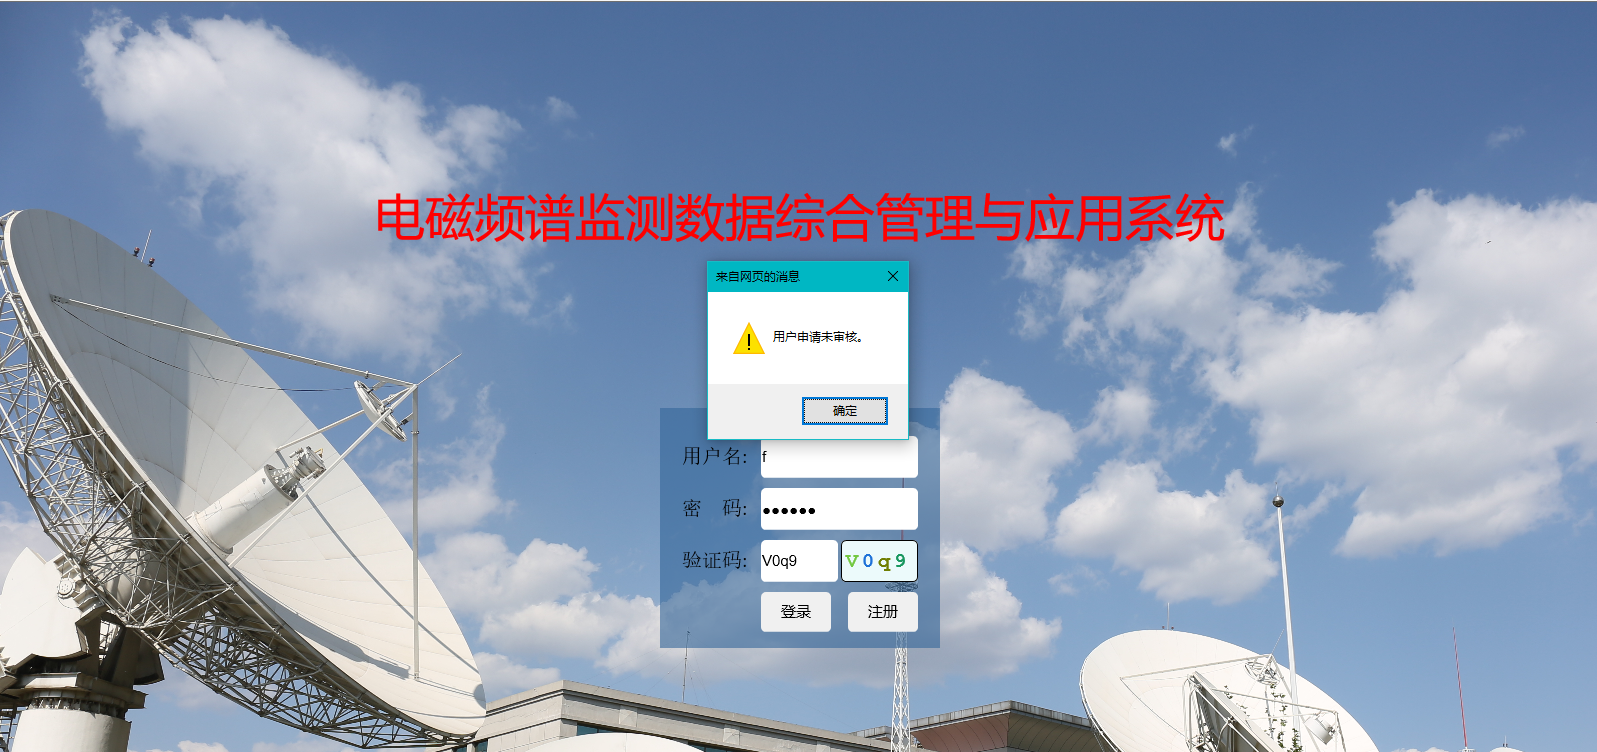 电磁频谱监测数据综合管理与应用系统
来自网页的消息
用户申请未审核。
确定
用户名: f
密 码: ●●●●●●
验证码: V0q9 V0q9
登录 注册